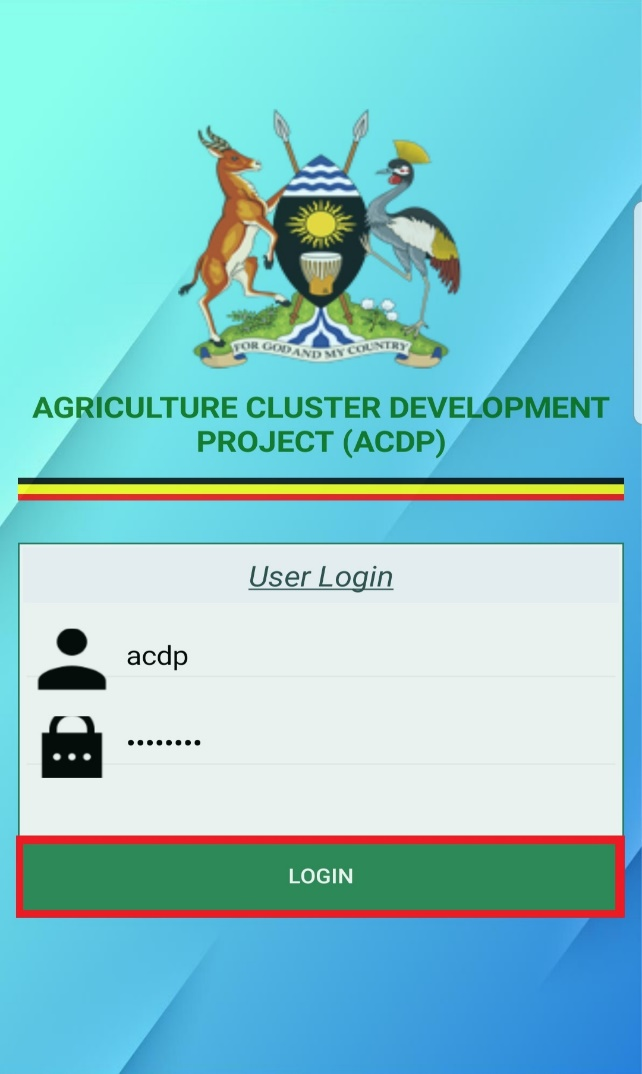 FOR GOD AND MY COUNTRY
AGRICULTURE CLUSTER DEVELOPMENT
PROJECT (ACDP)
User Login
acdp
••••••••
LOGIN